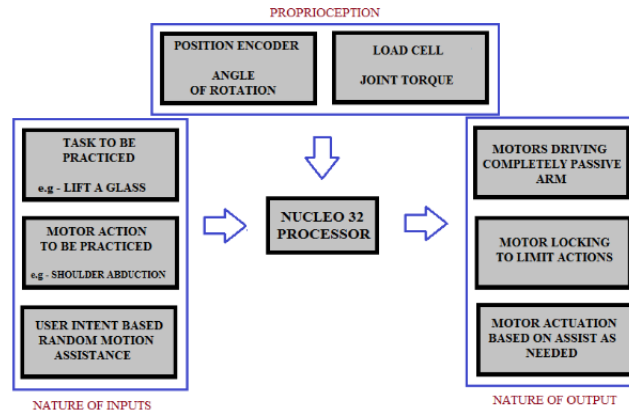 PROPRIOCEPTION
POSITION ENCODER
ANGLE
OF ROTATION
LOAD CELL
JOINT TORQUE
TASK TO BE
PRACTICED
e.g - LIFT A GLASS
MOTOR ACTION
TO BE PRACTICED
e.g - SHOULDER ABDUCTION
USER INTENT BASED
RANDOM MOTION
ASSISTANCE
NATURE OF INPUTS
NUCLEO 32
PROCESSOR
MOTORS DRIVING
COMPLETELY PASSIVE
ARM
MOTOR LOCKING
TO LIMIT ACTIONS
MOTOR ACTUATION
BASED ON ASSIST AS
NEEDED
NATURE OF OUTPUT